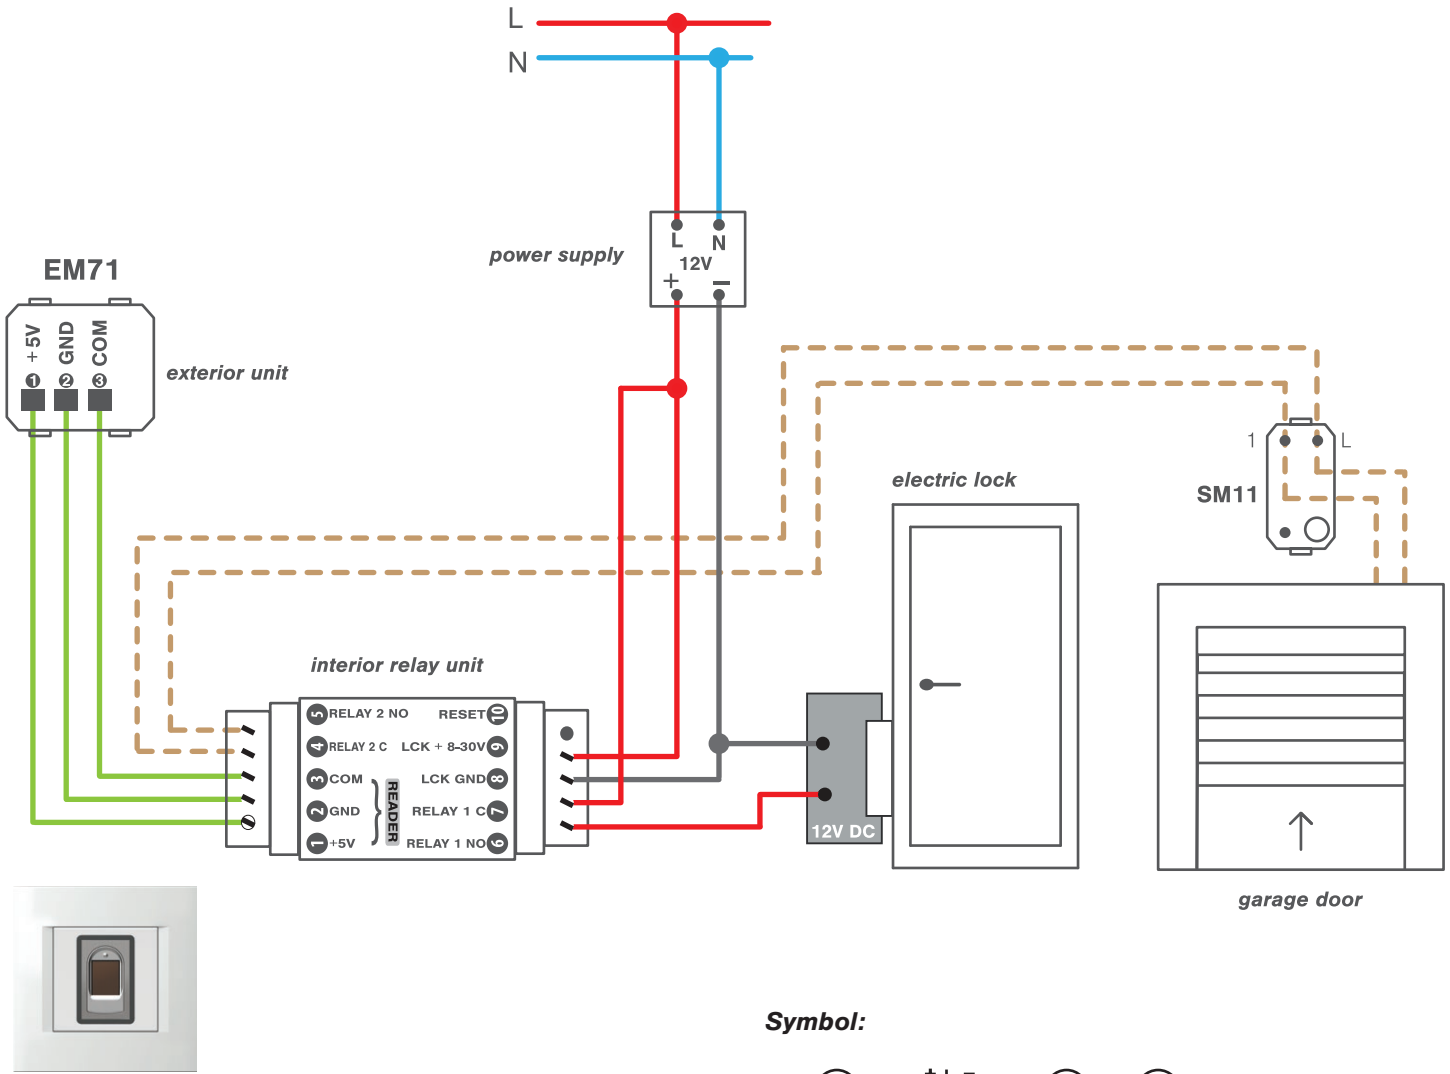 L
N
power supply
L N
12V
+ −
EM71
+5V
GND
COM
1 2 3
exterior unit
1
L
SM11
electric lock
interior relay unit
5 RELAY 2 NO RESET 10
4 RELAY 2 C LCK + 8-30V 9
3 COM LCK GND 8
2 GND RELAY 1 C 7
1 +5V RELAY 1 NO 6
READER
12V DC
garage door
Symbol: